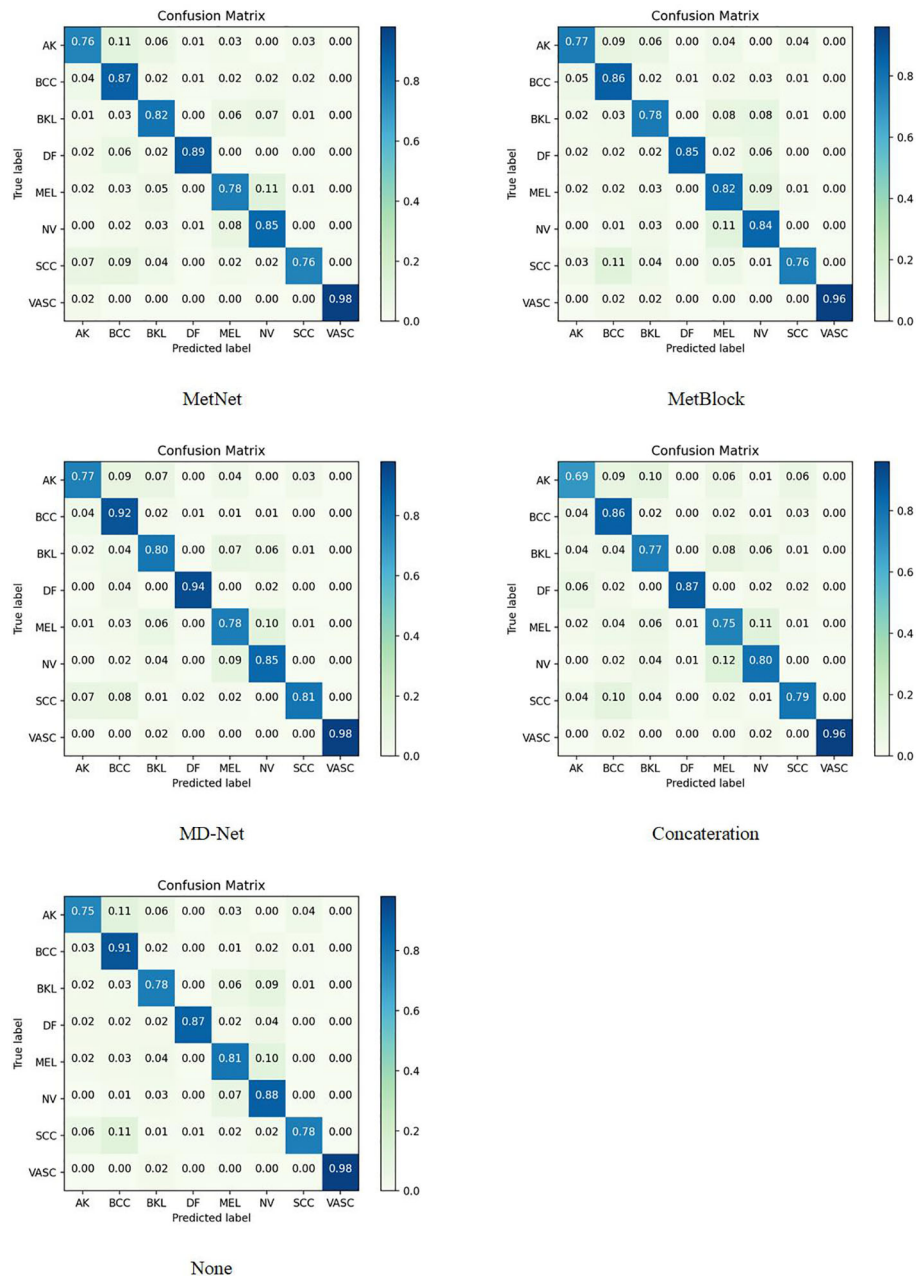 Confusion Matrix
AK 0.76 0.11 0.06 0.01 0.03 0.00 0.03 0.00
BCC 0.04 0.87 0.02 0.01 0.02 0.02 0.02 0.00
0.8
BKL 0.01 0.03 0.82 0.00 0.06 0.07 0.01 0.00
0.6
DF 0.02 0.06 0.02 0.89 0.00 0.00 0.00 0.00
True label
MEL 0.02 0.03 0.05 0.00 0.78 0.11 0.01 0.00
0.4
NV 0.00 0.02 0.03 0.01 0.08 0.85 0.00 0.00
0.2
SCC 0.07 0.09 0.04 0.00 0.02 0.02 0.76 0.00
VASC 0.02 0.00 0.00 0.00 0.00 0.00 0.00 0.98
0.0
AK BCC BKL DF MEL NV SCC VASC
Predicted label
MetNet
Confusion Matrix
AK 0.77 0.09 0.06 0.00 0.04 0.00 0.04 0.00
BCC 0.05 0.86 0.02 0.01 0.02 0.03 0.01 0.00
0.8
BKL 0.02 0.03 0.78 0.00 0.08 0.08 0.01 0.00
0.6
DF 0.02 0.02 0.02 0.85 0.02 0.06 0.00 0.00
True label
MEL 0.02 0.02 0.03 0.00 0.82 0.09 0.01 0.00
0.4
NV 0.00 0.01 0.03 0.00 0.11 0.84 0.00 0.00
0.2
SCC 0.03 0.11 0.04 0.00 0.05 0.01 0.76 0.00
VASC 0.00 0.02 0.02 0.00 0.00 0.00 0.00 0.96
0.0
AK BCC BKL DF MEL NV SCC VASC
Predicted label
MetBlock
Confusion Matrix
AK 0.77 0.09 0.07 0.00 0.04 0.00 0.03 0.00
BCC 0.04 0.92 0.02 0.01 0.01 0.01 0.00 0.00
0.8
BKL 0.02 0.04 0.80 0.00 0.07 0.06 0.01 0.00
0.6
DF 0.00 0.04 0.00 0.94 0.00 0.02 0.00 0.00
True label
MEL 0.01 0.03 0.06 0.00 0.78 0.10 0.01 0.00
0.4
NV 0.00 0.02 0.04 0.00 0.09 0.85 0.00 0.00
0.2
SCC 0.07 0.08 0.01 0.02 0.02 0.00 0.81 0.00
VASC 0.00 0.00 0.02 0.00 0.00 0.00 0.00 0.98
0.0
AK BCC BKL DF MEL NV SCC VASC
Predicted label
MD-Net
Confusion Matrix
AK 0.69 0.09 0.10 0.00 0.06 0.01 0.06 0.00
BCC 0.04 0.86 0.02 0.00 0.02 0.01 0.03 0.00
0.8
BKL 0.04 0.04 0.77 0.00 0.08 0.06 0.01 0.00
0.6
DF 0.06 0.02 0.00 0.87 0.00 0.02 0.02 0.00
True label
MEL 0.02 0.04 0.06 0.01 0.75 0.11 0.01 0.00
0.4
NV 0.00 0.02 0.04 0.01 0.12 0.80 0.00 0.00
0.2
SCC 0.04 0.10 0.04 0.00 0.02 0.01 0.79 0.00
VASC 0.00 0.02 0.00 0.00 0.02 0.00 0.00 0.96
0.0
AK BCC BKL DF MEL NV SCC VASC
Predicted label
Concateration
Confusion Matrix
AK 0.75 0.11 0.06 0.00 0.03 0.00 0.04 0.00
BCC 0.03 0.91 0.02 0.00 0.01 0.02 0.01 0.00
0.8
BKL 0.02 0.03 0.78 0.00 0.06 0.09 0.01 0.00
0.6
DF 0.02 0.02 0.02 0.87 0.02 0.04 0.00 0.00
True label
MEL 0.02 0.03 0.04 0.00 0.81 0.10 0.00 0.00
0.4
NV 0.00 0.01 0.03 0.00 0.07 0.88 0.00 0.00
0.2
SCC 0.06 0.11 0.01 0.01 0.02 0.02 0.78 0.00
VASC 0.00 0.00 0.02 0.00 0.00 0.00 0.00 0.98
0.0
AK BCC BKL DF MEL NV SCC VASC
Predicted label
None